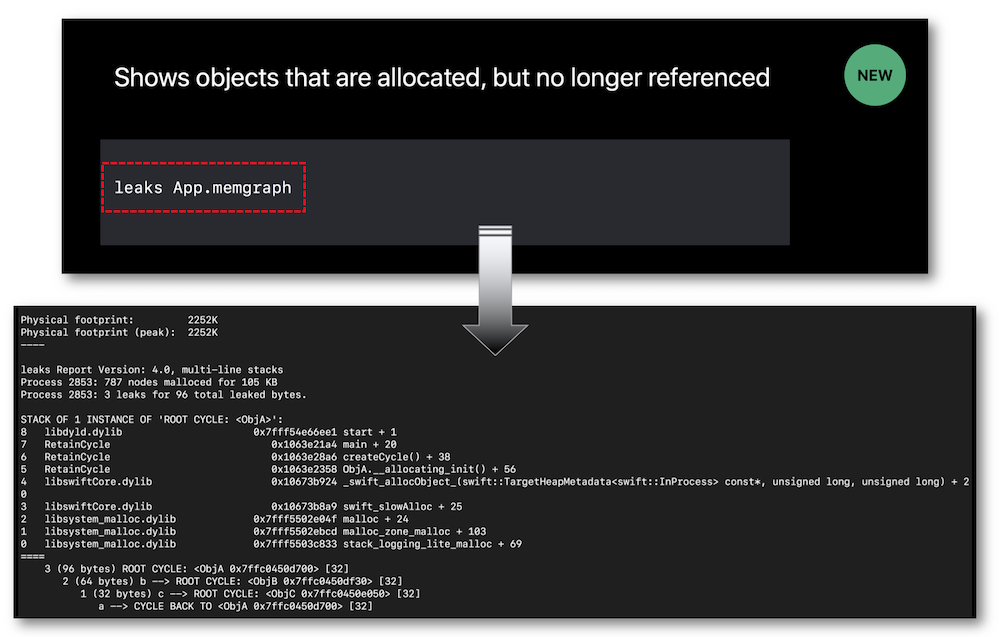 Shows objects that are allocated, but no longer referenced
NEW
leaks App.memgraph
Physical footprint:         2252K
Physical footprint (peak):  2252K
----
leaks Report Version: 4.0, multi-line stacks
Process 2853: 787 nodes malloced for 105 KB
Process 2853: 3 leaks for 96 total leaked bytes.
STACK OF 1 INSTANCE OF 'ROOT CYCLE: <ObjA>':
8   libdyld.dylib                      0x7fff54e66ee1 start + 1
7   RetainCycle                           0x1063e21a4 main + 20
6   RetainCycle                           0x1063e28a6 createCycle() + 38
5   RetainCycle                           0x1063e2358 ObjA.__allocating_init() + 56
4   libswiftCore.dylib                    0x10673b924 _swift_allocObject_(swift::TargetHeapMetadata<swift::InProcess> const*, unsigned long, unsigned long) + 2
0
3   libswiftCore.dylib                    0x10673b8a9 swift_slowAlloc + 25
2   libsystem_malloc.dylib             0x7fff5502e04f malloc + 24
1   libsystem_malloc.dylib             0x7fff5502ebcd malloc_zone_malloc + 103
0   libsystem_malloc.dylib             0x7fff5503c833 stack_logging_lite_malloc + 69
====
    3 (96 bytes) ROOT CYCLE: <ObjA 0x7ffc0450d700> [32]
       2 (64 bytes) b --> ROOT CYCLE: <ObjB 0x7ffc0450df30> [32]
          1 (32 bytes) c --> ROOT CYCLE: <ObjC 0x7ffc0450e050> [32]
             a --> CYCLE BACK TO <ObjA 0x7ffc0450d700> [32]